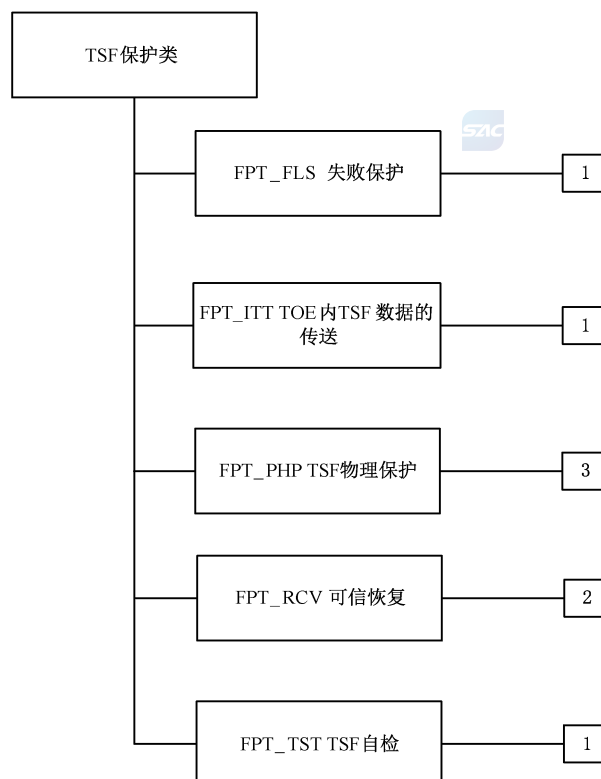 TSF保护类
SAC
FPT_FLS 失败保护
1
FPT_ITT TOE内TSF 数据的
传送
1
FPT_PHP TSF物理保护
3
FPT_RCV 可信恢复
2
FPT_TST TSF自检
1